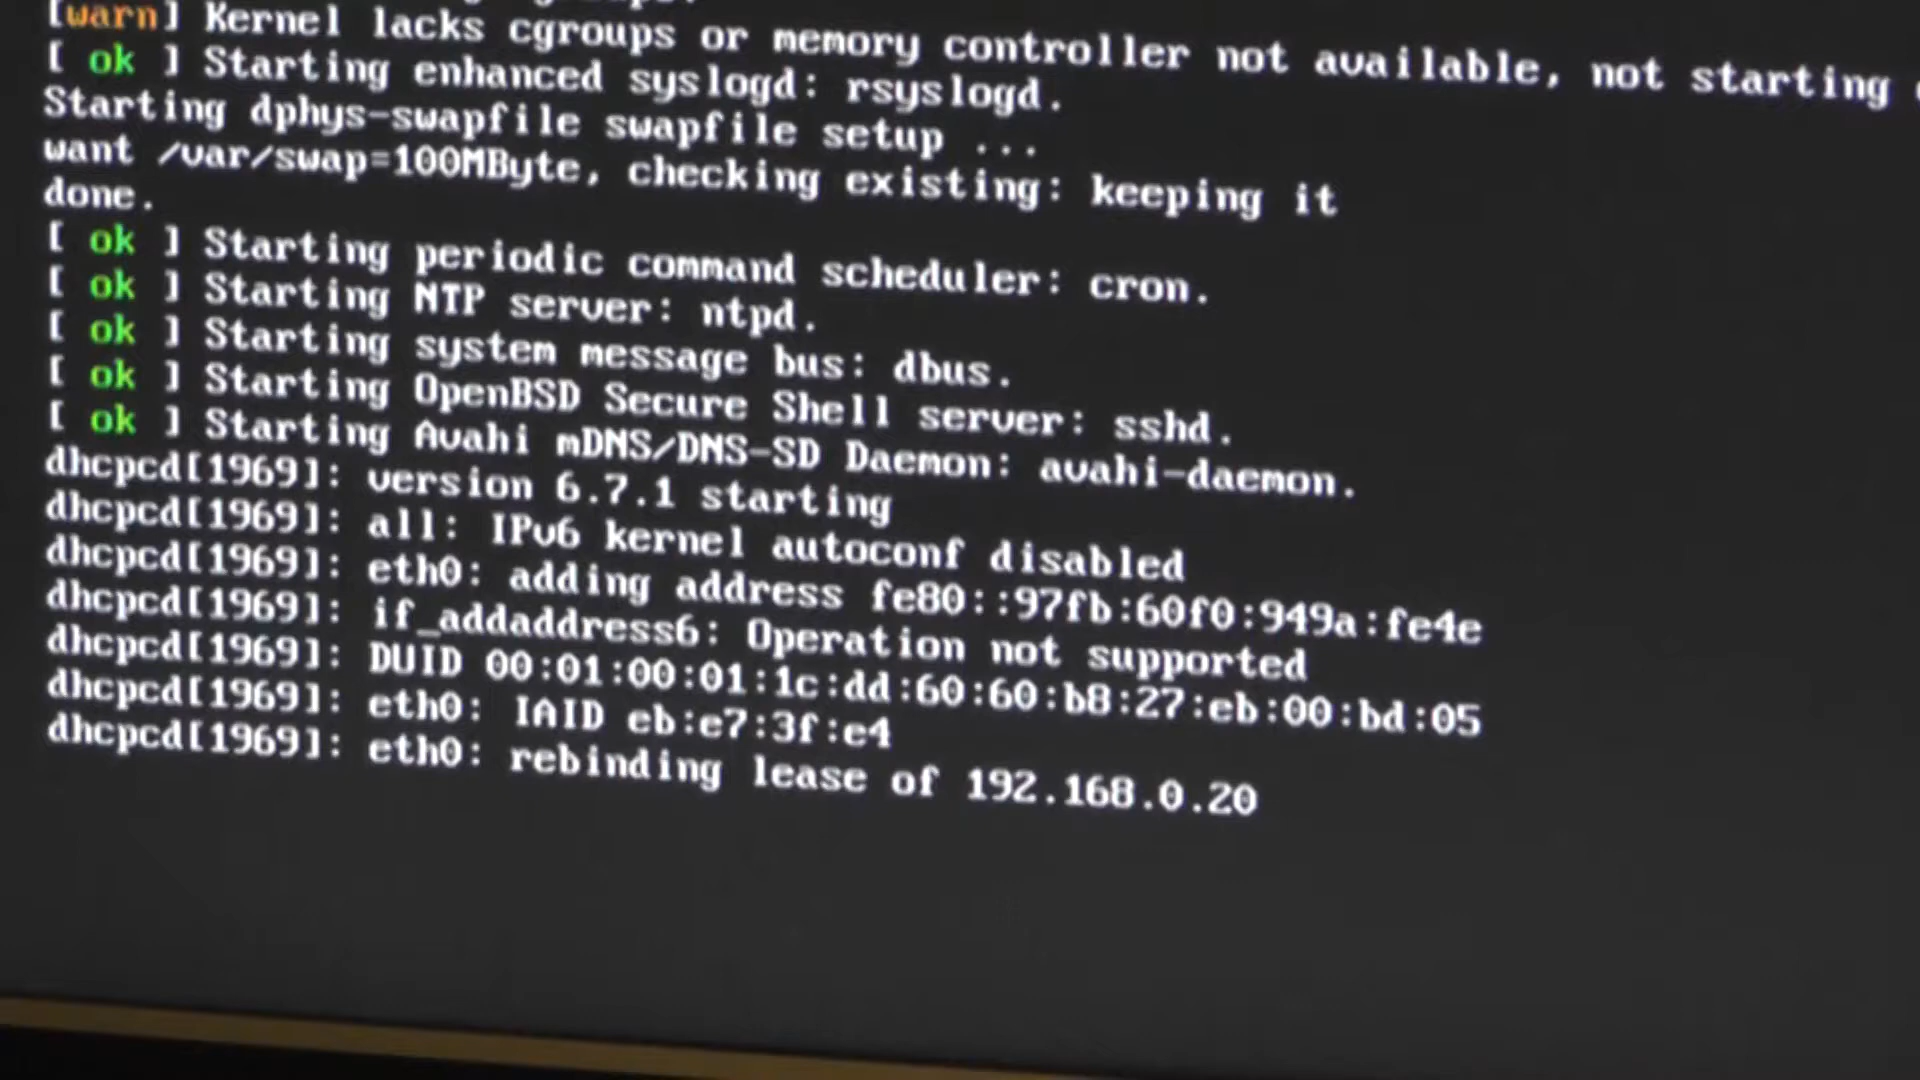 [warn] Kernel lacks cgroups or memory controller not available, not starting
[ ok ] Starting enhanced syslogd: rsyslogd.
Starting dphys-swapfile swapfile setup ...
want /var/swap=100MByte, checking existing: keeping it
done.
[ ok ] Starting periodic command scheduler: cron.
[ ok ] Starting NTP server: ntpd.
[ ok ] Starting system message bus: dbus.
[ ok ] Starting OpenBSD Secure Shell server: sshd.
[ ok ] Starting Avahi mDNS/DNS-SD Daemon: avahi-daemon.
dhcpcd[1969]: version 6.7.1 starting
dhcpcd[1969]: all: IPv6 kernel autoconf disabled
dhcpcd[1969]: eth0: adding address fe80::97fb:60f0:949a:fe4e
dhcpcd[1969]: if_addaddress6: Operation not supported
dhcpcd[1969]: DUID 00:01:00:01:1c:dd:60:60:b8:27:eb:00:bd:05
dhcpcd[1969]: eth0: IAID eb:e7:3f:e4
dhcpcd[1969]: eth0: rebinding lease of 192.168.0.20